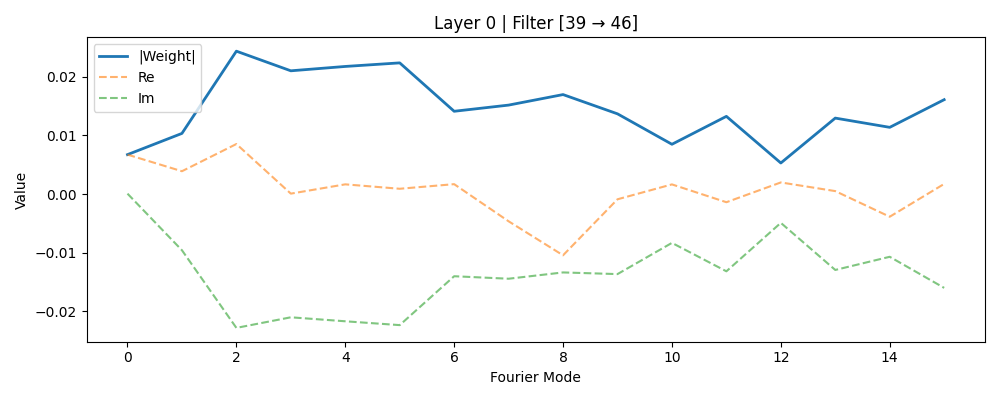 Layer 0 | Filter [39 → 46]
|Weight|
Re
Im
0.02
0.01
0.00
−0.01
−0.02
Value
0 2 4 6 8 10 12 14
Fourier Mode